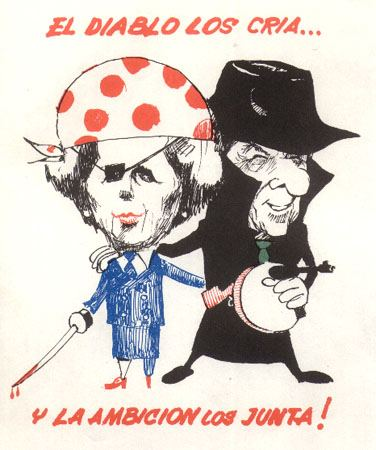 EL DIABLO LOS CRIA...
Y LA AMBICION LOS JUNTA!